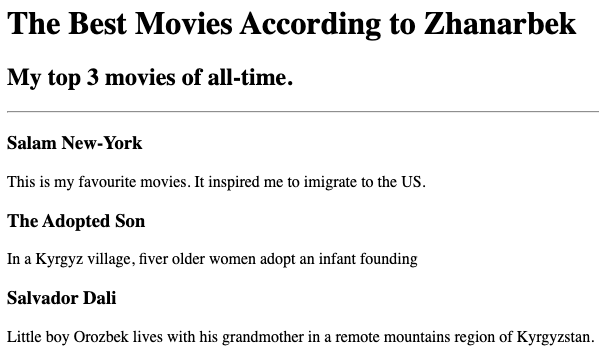 The Best Movies According to Zhanarbek
My top 3 movies of all-time.
Salam New-York
This is my favourite movies. It inspired me to imigrate to the US.
The Adopted Son
In a Kyrgyz village, fiver older women adopt an infant founding
Salvador Dali
Little boy Orozbek lives with his grandmother in a remote mountains region of Kyrgyzstan.